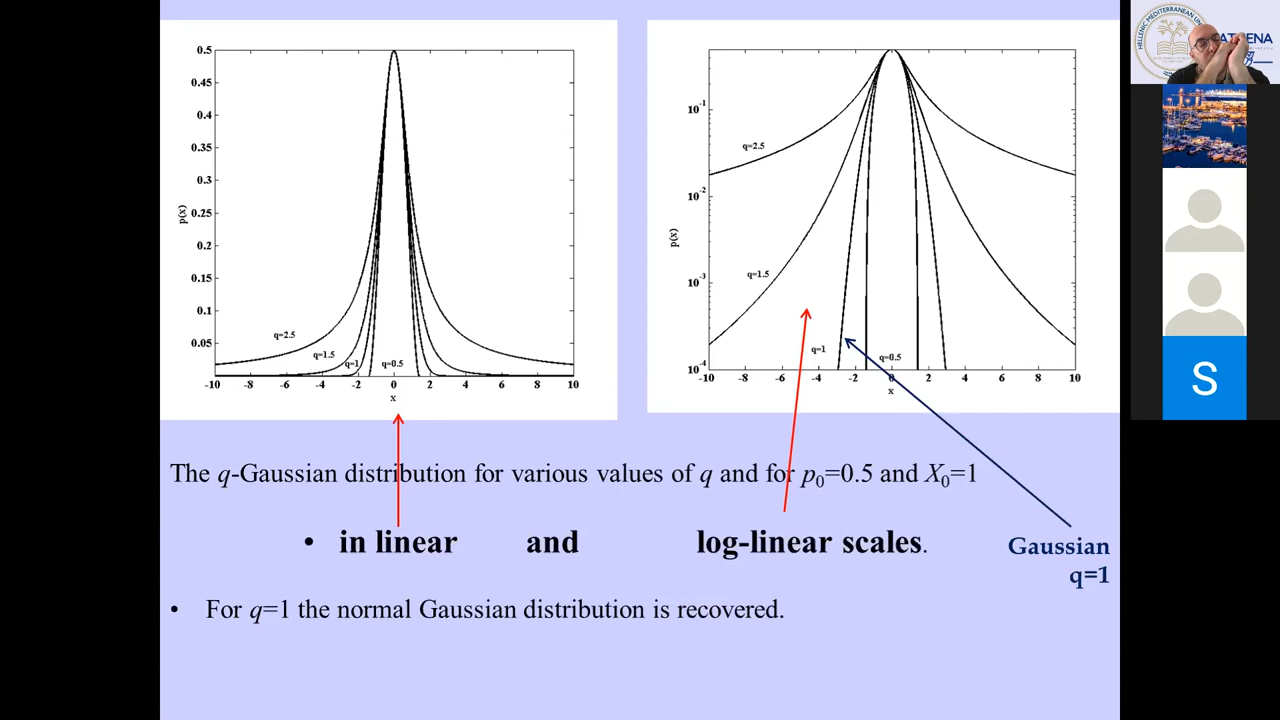 0.5
0.45
0.4
0.35
0.3
0.25
0.2
0.15
0.1
0.05
p(x)
q=2.5
q=1.5
q=1
q=0.5
-10 -8 -6 -4 -2 0 2 4 6 8 10
x
10⁻¹
10⁻²
10⁻³
10⁻⁴
p(x)
q=2.5
q=1.5
q=1
q=0.5
-10 -8 -6 -4 -2 0 2 4 6 8 10
x
The q-Gaussian distribution for various values of q and for p₀=0.5 and X₀=1
• in linear and log-linear scales.
Gaussian
q=1
• For q=1 the normal Gaussian distribution is recovered.
HELLENIC MEDITERRANEAN UN
ATHENA
S